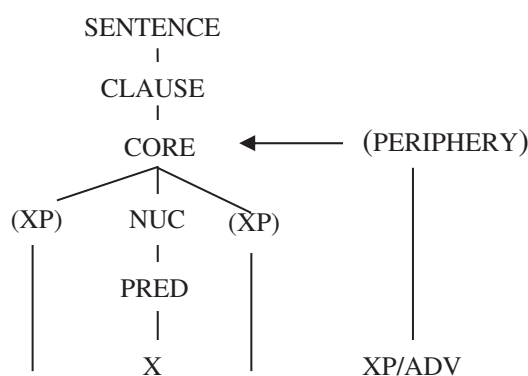 SENTENCE
CLAUSE
CORE (PERIPHERY)
(XP) NUC (XP)
PRED
X XP/ADV